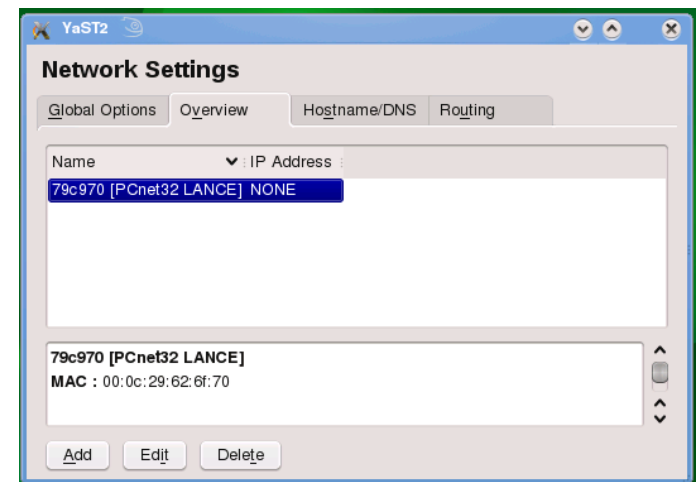 YaST2
Network Settings
Global Options Overview Hostname/DNS Routing
Name IP Address
79c970 [PCnet32 LANCE] NONE
79c970 [PCnet32 LANCE]
MAC : 00:0c:29:62:6f:70
Add Edit Delete